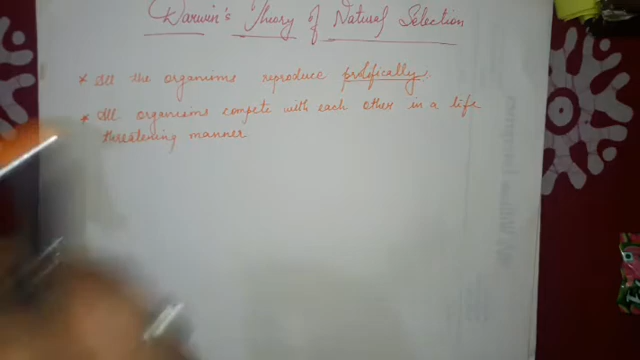 Darwin's Theory of Natural Selection
* All the organisms reproduce prolifically.
* All organisms compete with each other in a life
threatening manner